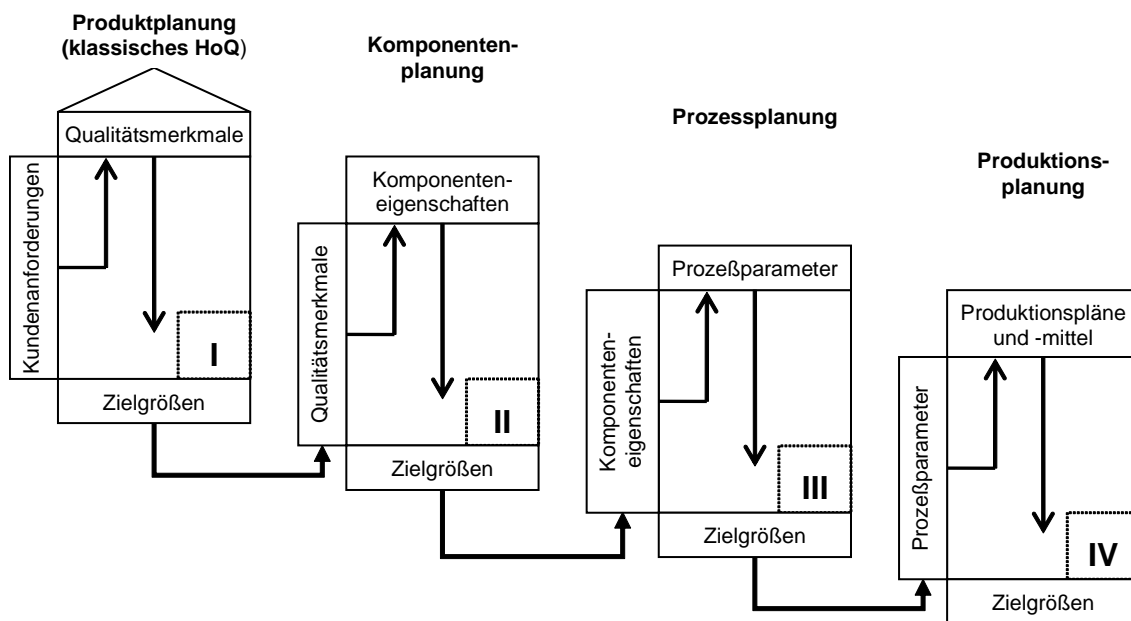 Produktplanung
(klassisches HoQ)
Qualitätsmerkmale
Kundenanforderungen
I
Zielgrößen
Komponenten-
planung
Komponenten-
eigenschaften
Qualitätsmerkmale
II
Zielgrößen
Prozessplanung
Prozeßparameter
Komponenten-
eigenschaften
III
Zielgrößen
Produktions-
planung
Produktionspläne
und -mittel
Prozeßparameter
IV
Zielgrößen